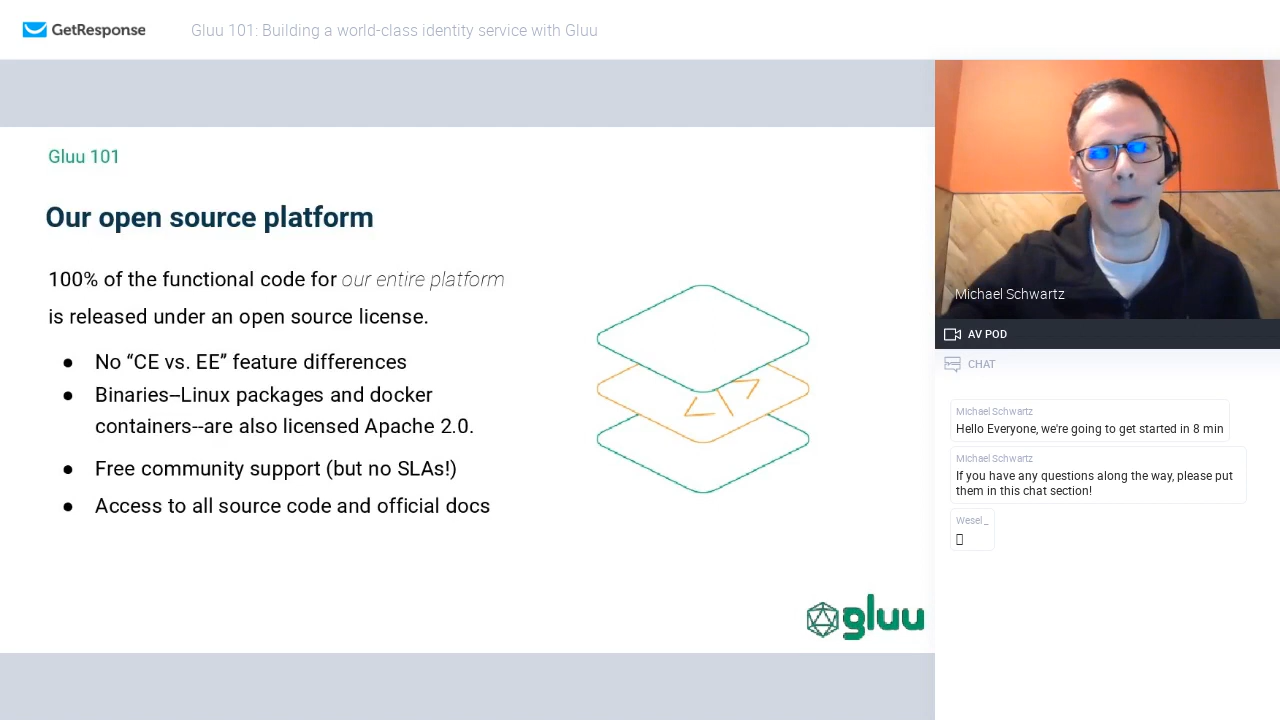 GetResponse
Gluu 101: Building a world-class identity service with Gluu
Gluu 101
Our open source platform
100% of the functional code for our entire platform
is released under an open source license.
● No “CE vs. EE” feature differences
● Binaries–Linux packages and docker
containers--are also licensed Apache 2.0.
● Free community support (but no SLAs!)
● Access to all source code and official docs
gluu
Michael Schwartz
AV POD
CHAT
Michael Schwartz
Hello Everyone, we're going to get started in 8 min
Michael Schwartz
If you have any questions along the way, please put
them in this chat section!
Wesel _